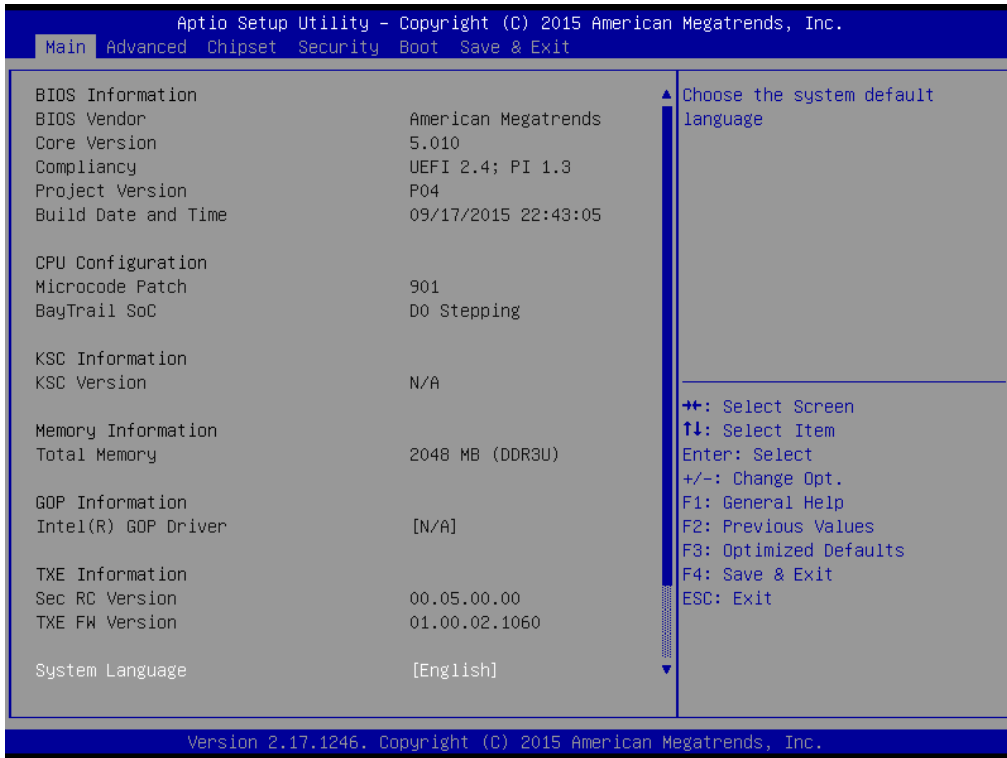 Aptio Setup Utility – Copyright (C) 2015 American Megatrends, Inc.
Main Advanced Chipset Security Boot Save & Exit
BIOS Information
BIOS Vendor American Megatrends
Core Version 5.010
Compliancy UEFI 2.4; PI 1.3
Project Version P04
Build Date and Time 09/17/2015 22:43:05
CPU Configuration
Microcode Patch 901
BayTrail SoC D0 Stepping
KSC Information
KSC Version N/A
Memory Information
Total Memory 2048 MB (DDR3U)
GOP Information
Intel(R) GOP Driver [N/A]
TXE Information
Sec RC Version 00.05.00.00
TXE FW Version 01.00.02.1060
System Language [English]
Choose the system default
language
→←: Select Screen
↑↓: Select Item
Enter: Select
+/-: Change Opt.
F1: General Help
F2: Previous Values
F3: Optimized Defaults
F4: Save & Exit
ESC: Exit
Version 2.17.1246. Copyright (C) 2015 American Megatrends, Inc.